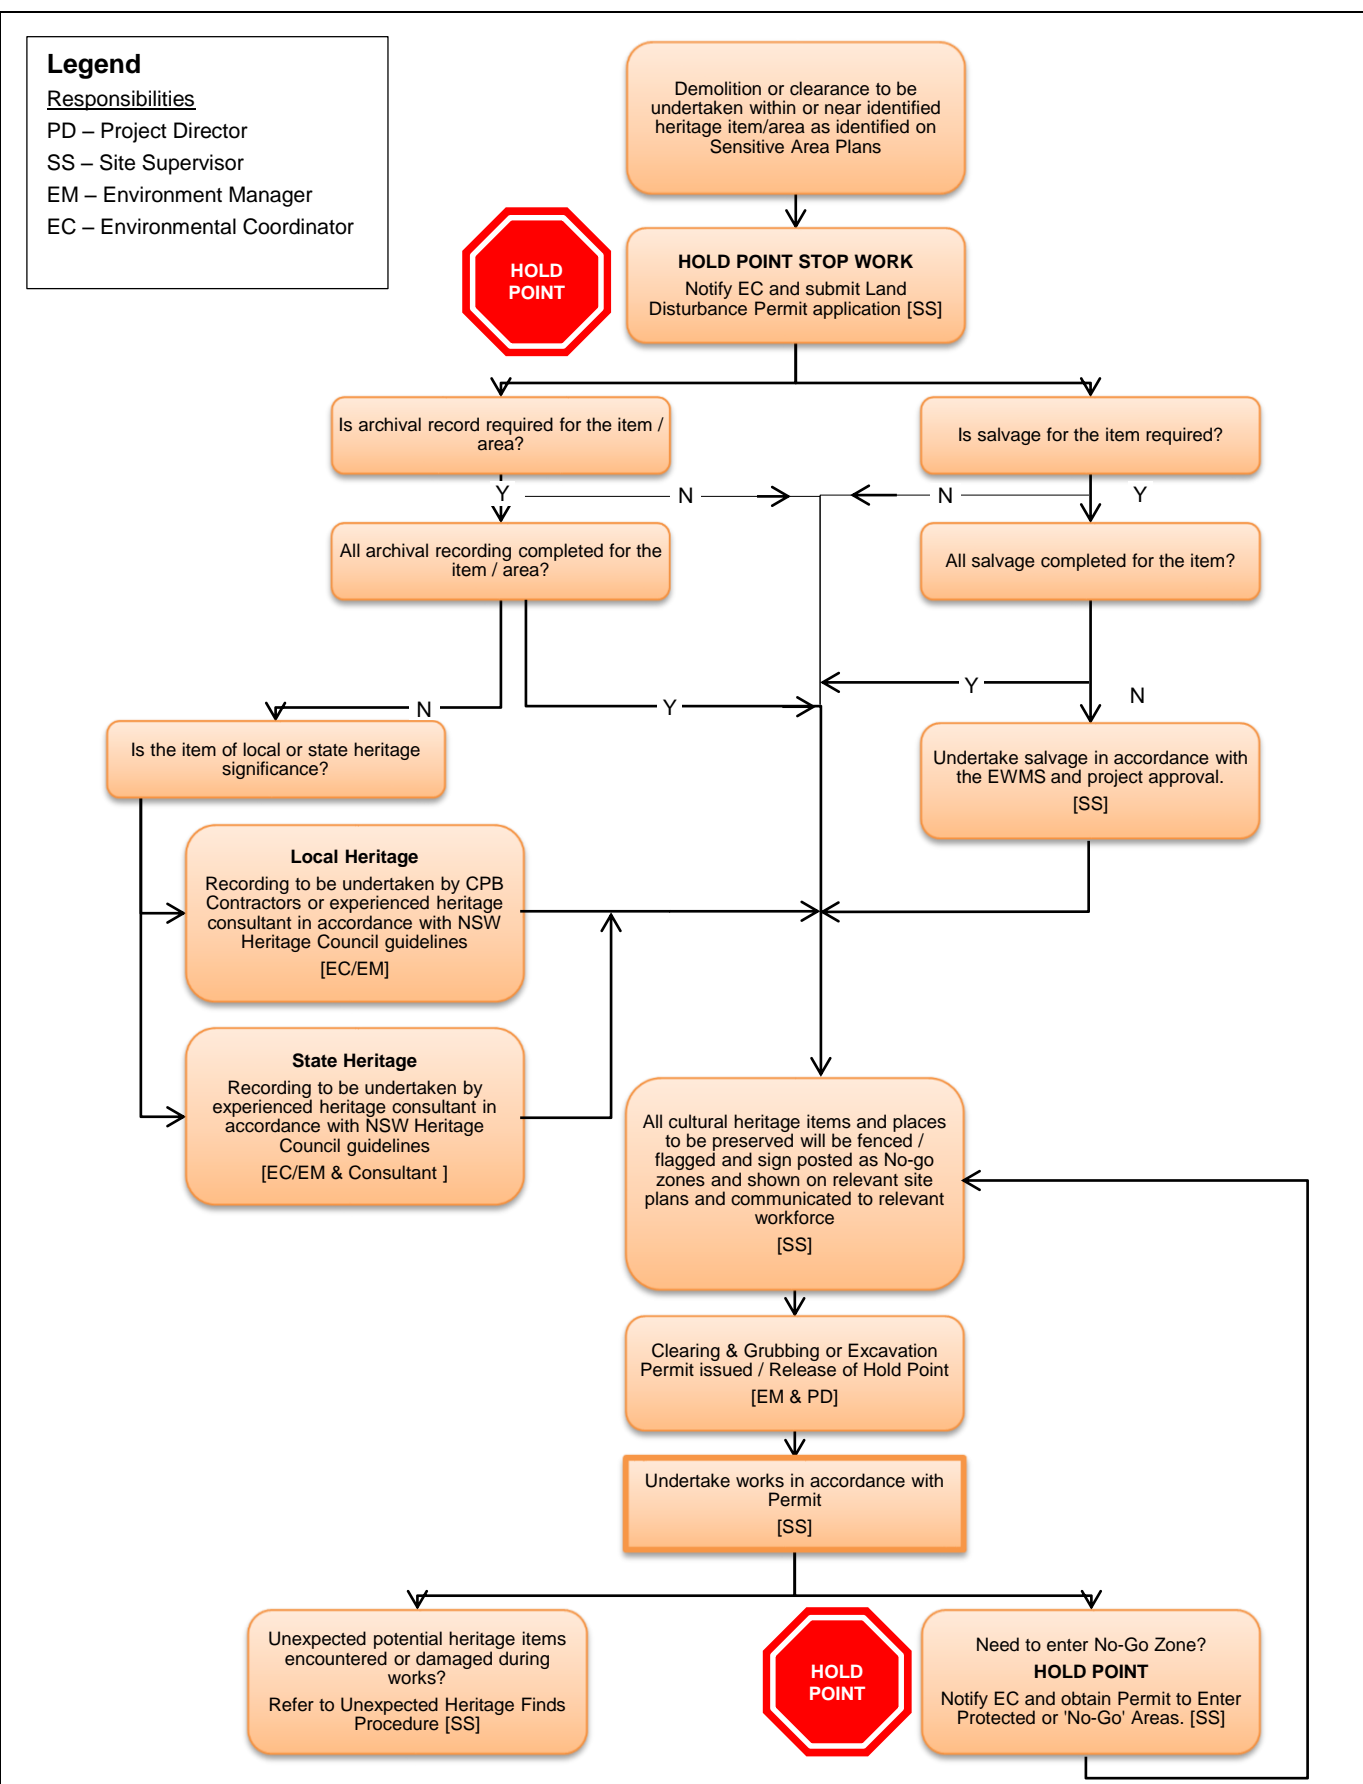 Legend
Responsibilities
PD – Project Director
SS – Site Supervisor
EM – Environment Manager
EC – Environmental Coordinator
Demolition or clearance to be
undertaken within or near identified
heritage item/area as identified on
Sensitive Area Plans
HOLD
POINT
HOLD POINT STOP WORK
Notify EC and submit Land
Disturbance Permit application [SS]
Is archival record required for the item /
area?
Is salvage for the item required?
Y
N
N
Y
All archival recording completed for the
item / area?
All salvage completed for the item?
N
Y
Y
N
Is the item of local or state heritage
significance?
Undertake salvage in accordance with
the EWMS and project approval.
[SS]
Local Heritage
Recording to be undertaken by CPB
Contractors or experienced heritage
consultant in accordance with NSW
Heritage Council guidelines
[EC/EM]
State Heritage
Recording to be undertaken by
experienced heritage consultant in
accordance with NSW Heritage
Council guidelines
[EC/EM & Consultant ]
All cultural heritage items and places
to be preserved will be fenced /
flagged and sign posted as No-go
zones and shown on relevant site
plans and communicated to relevant
workforce
[SS]
Clearing & Grubbing or Excavation
Permit issued / Release of Hold Point
[EM & PD]
Undertake works in accordance with
Permit
[SS]
Unexpected potential heritage items
encountered or damaged during
works?
Refer to Unexpected Heritage Finds
Procedure [SS]
HOLD
POINT
Need to enter No-Go Zone?
HOLD POINT
Notify EC and obtain Permit to Enter
Protected or 'No-Go' Areas. [SS]